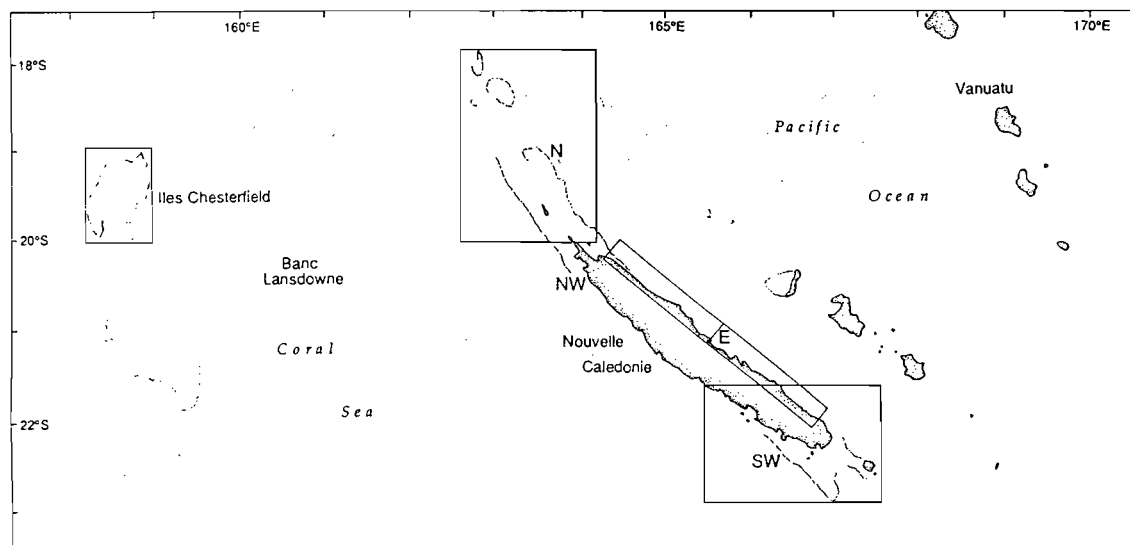 160°E
165°E
170°E
18°S
Vanuatu
Pacific
N
Iles Chesterfield
Ocean
20°S
Banc
Lansdowne
NW
E
Nouvelle
Coral
Caledonie
Sea
22°S
SW